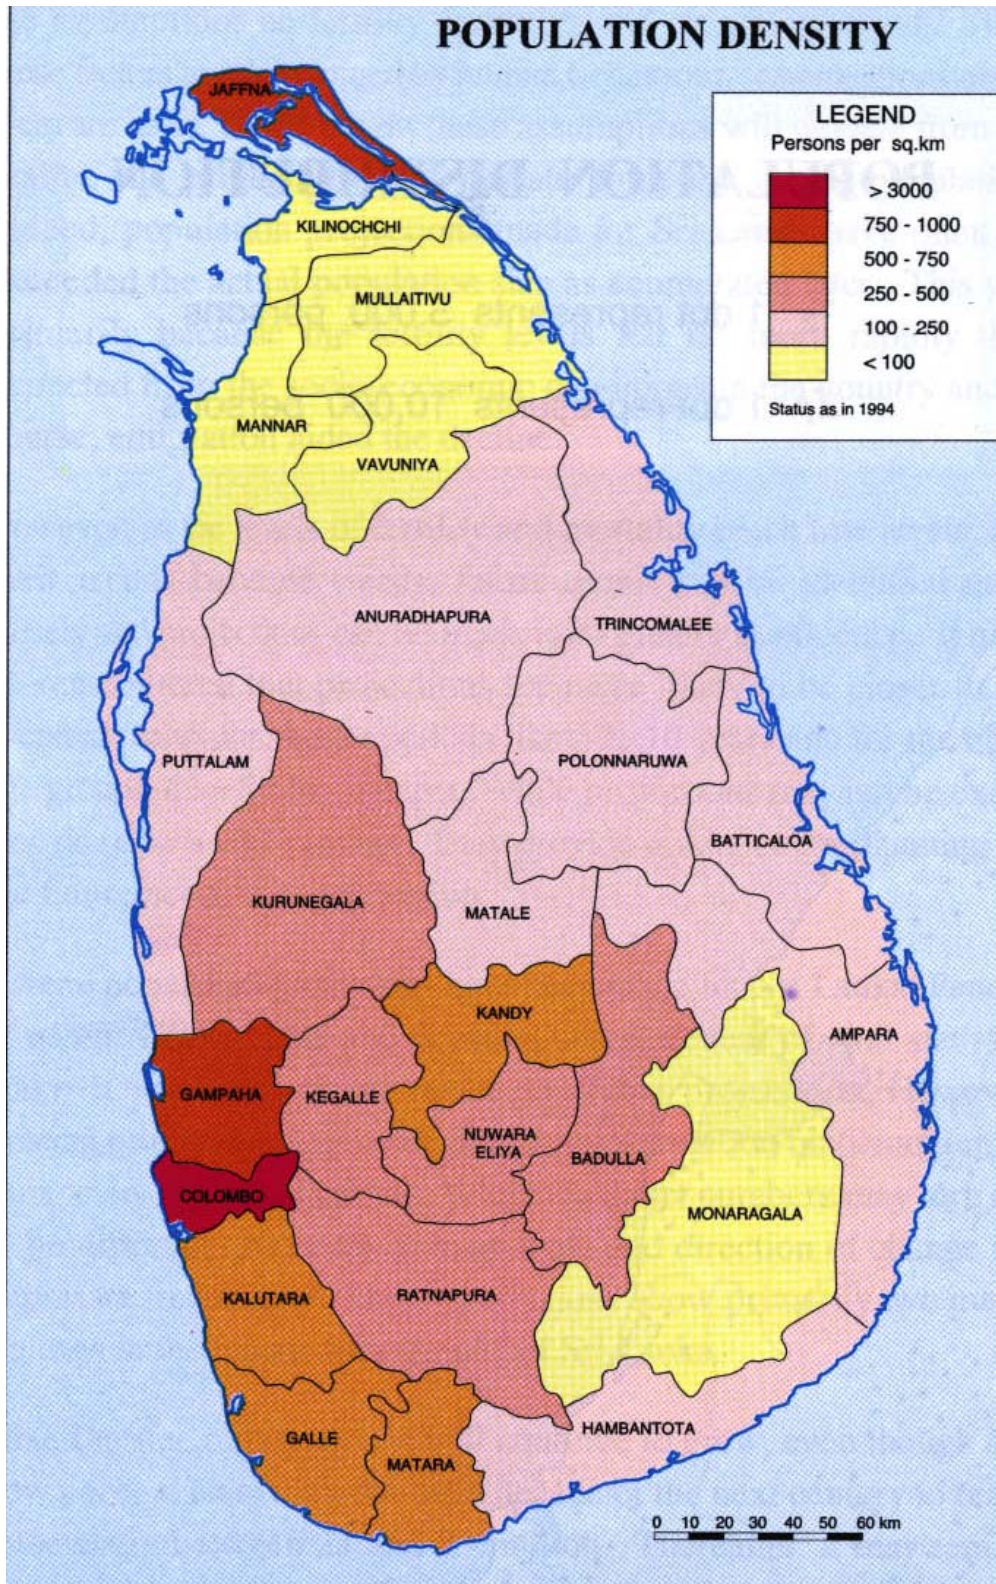 POPULATION DENSITY
LEGEND
Persons per sq.km
> 3000
750 - 1000
500 - 750
250 - 500
100 - 250
< 100
Status as in 1994
JAFFNA
KILINOCHCHI
MULLAITIVU
MANNAR
VAVUNIYA
ANURADHAPURA
TRINCOMALEE
PUTTALAM
POLONNARUWA
BATTICALOA
KURUNEGALA
MATALE
KANDY
AMPARA
GAMPAHA
KEGALLE
NUWARA
ELIYA
BADULLA
COLOMBO
MONARAGALA
KALUTARA
RATNAPURA
HAMBANTOTA
GALLE
MATARA
0 10 20 30 40 50 60 km